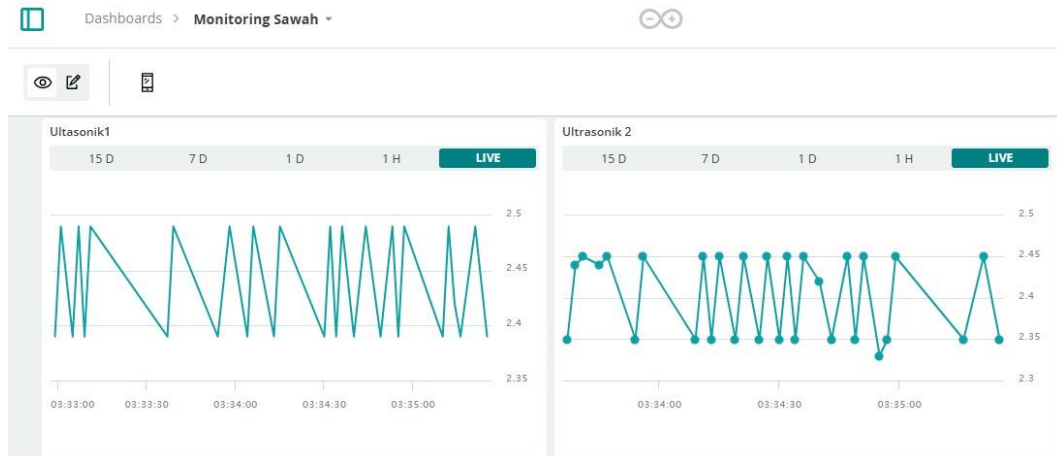 Dashboards > Monitoring Sawah
Ultasonik1
15 D 7 D 1 D 1 H LIVE
2.5
2.45
2.4
2.35
03:33:00 03:33:30 03:34:00 03:34:30 03:35:00
Ultrasonik 2
15 D 7 D 1 D 1 H LIVE
2.5
2.45
2.4
2.35
2.3
03:34:00 03:34:30 03:35:00